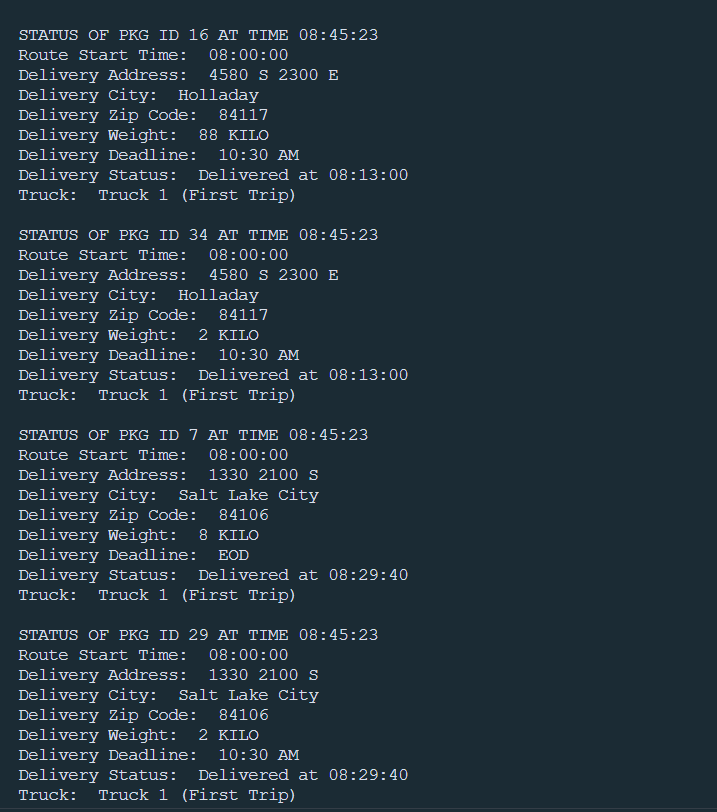 STATUS OF PKG ID 16 AT TIME 08:45:23
Route Start Time:  08:00:00
Delivery Address:  4580 S 2300 E
Delivery City:  Holladay
Delivery Zip Code:  84117
Delivery Weight:  88 KILO
Delivery Deadline:  10:30 AM
Delivery Status:  Delivered at 08:13:00
Truck:  Truck 1 (First Trip)

STATUS OF PKG ID 34 AT TIME 08:45:23
Route Start Time:  08:00:00
Delivery Address:  4580 S 2300 E
Delivery City:  Holladay
Delivery Zip Code:  84117
Delivery Weight:  2 KILO
Delivery Deadline:  10:30 AM
Delivery Status:  Delivered at 08:13:00
Truck:  Truck 1 (First Trip)

STATUS OF PKG ID 7 AT TIME 08:45:23
Route Start Time:  08:00:00
Delivery Address:  1330 2100 S
Delivery City:  Salt Lake City
Delivery Zip Code:  84106
Delivery Weight:  8 KILO
Delivery Deadline:  EOD
Delivery Status:  Delivered at 08:29:40
Truck:  Truck 1 (First Trip)

STATUS OF PKG ID 29 AT TIME 08:45:23
Route Start Time:  08:00:00
Delivery Address:  1330 2100 S
Delivery City:  Salt Lake City
Delivery Zip Code:  84106
Delivery Weight:  2 KILO
Delivery Deadline:  10:30 AM
Delivery Status:  Delivered at 08:29:40
Truck:  Truck 1 (First Trip)